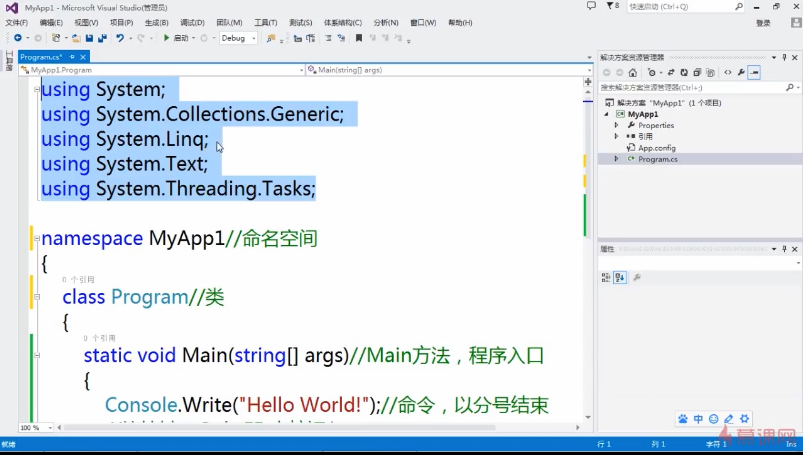 MyApp1 - Microsoft Visual Studio(管理员)
8
快速启动 (Ctrl+Q)
文件(F) 编辑(E) 视图(V) 项目(P) 生成(B) 调试(D) 团队(M) 工具(T) 测试(S) 体系结构(C) 分析(N) 窗口(W) 帮助(H)
登录
启动 Debug
Program.cs*
MyApp1.Program
Main(string[] args)
using System;
using System.Collections.Generic;
using System.Linq;
using System.Text;
using System.Threading.Tasks;
namespace MyApp1//命名空间
{
0 个引用
class Program//类
{
0 个引用
static void Main(string[] args)//Main方法，程序入口
{
Console.Write("Hello World!");//命令，以分号结束
100 %
解决方案资源管理器
搜索解决方案资源管理器(Ctrl+;)
解决方案 "MyApp1" (1 个项目)
MyApp1
Properties
引用
App.config
C# Program.cs
属性
中
慕课网
就绪
行 1
列 1
字符 1
Ins